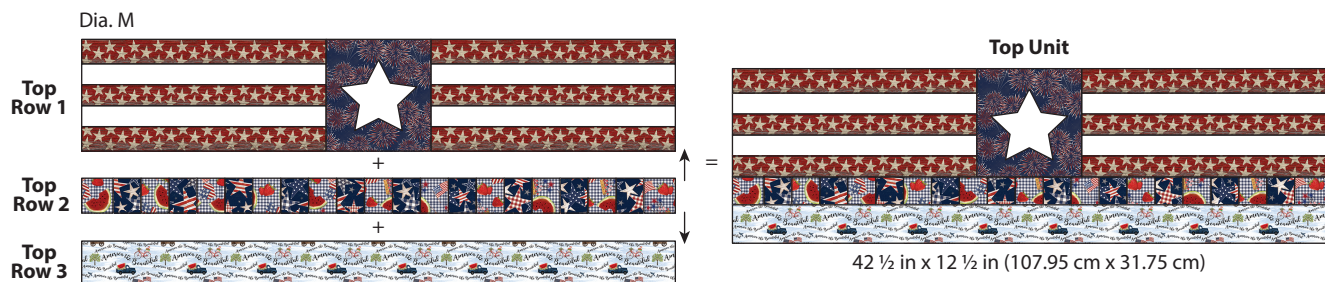 Dia. M
Top
Row 1
+
Top
Row 2
+
Top
Row 3
=
Top Unit
42 ½ in x 12 ½ in (107.95 cm x 31.75 cm)